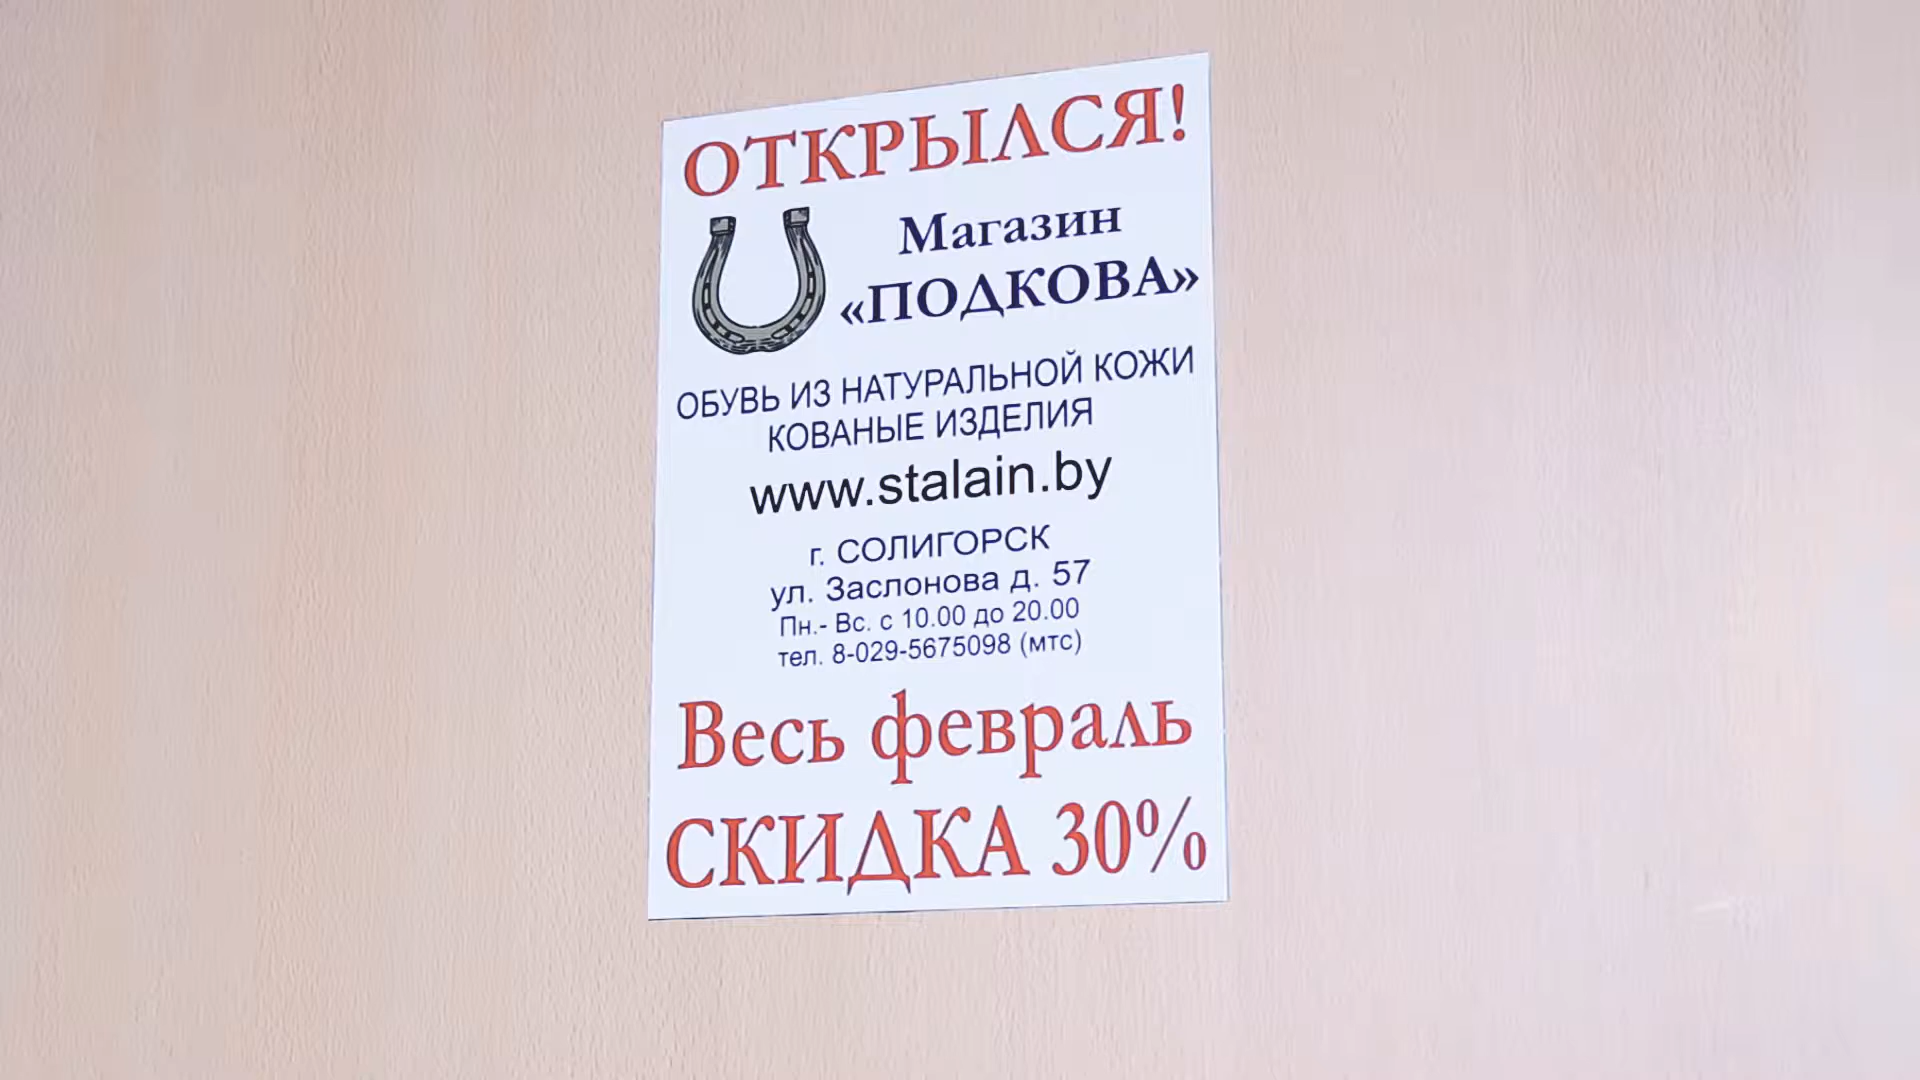 ОТКРЫЛСЯ!
Магазин
«ПОДКОВА»
ОБУВЬ ИЗ НАТУРАЛЬНОЙ КОЖИ
КОВАНЫЕ ИЗДЕЛИЯ
www.stalain.by
г. СОЛИГОРСК
ул. Заслонова д. 57
Пн.- Вс. с 10.00 до 20.00
тел. 8-029-5675098 (мтс)
Весь февраль
СКИДКА 30%